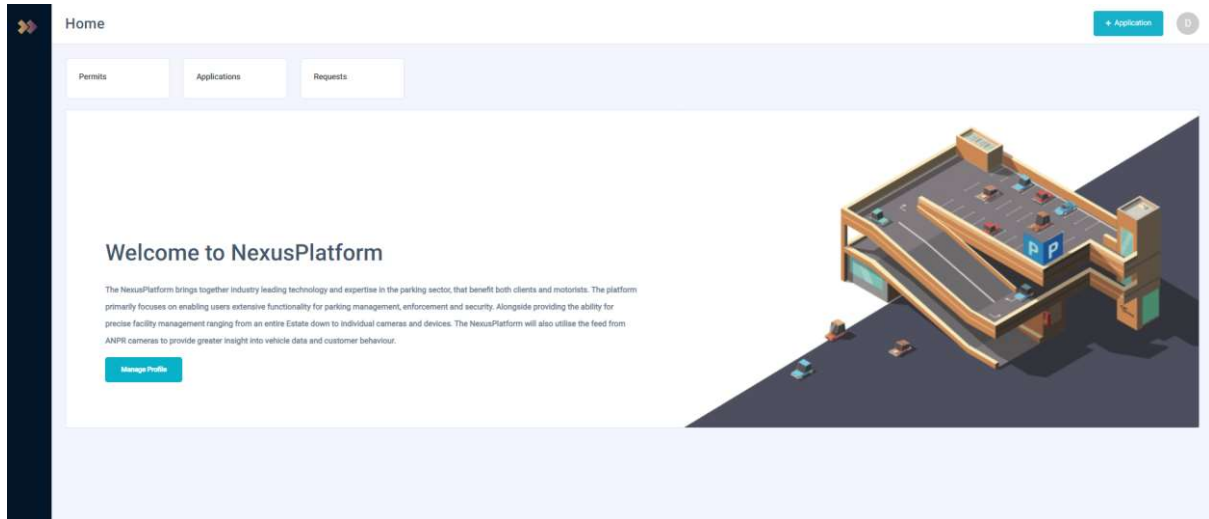 Home
+ Application
D
Permits
Applications
Requests
Welcome to NexusPlatform
The NexusPlatform brings together industry leading technology and expertise in the parking sector, that benefit both clients and motorists. The platform
primarily focuses on enabling users extensive functionality for parking management, enforcement and security. Alongside providing the ability for
precise facility management ranging from an entire Estate down to individual cameras and devices. The NexusPlatform will also utilise the feed from
ANPR cameras to provide greater insight into vehicle data and customer behaviour.
Manage Profile
P P